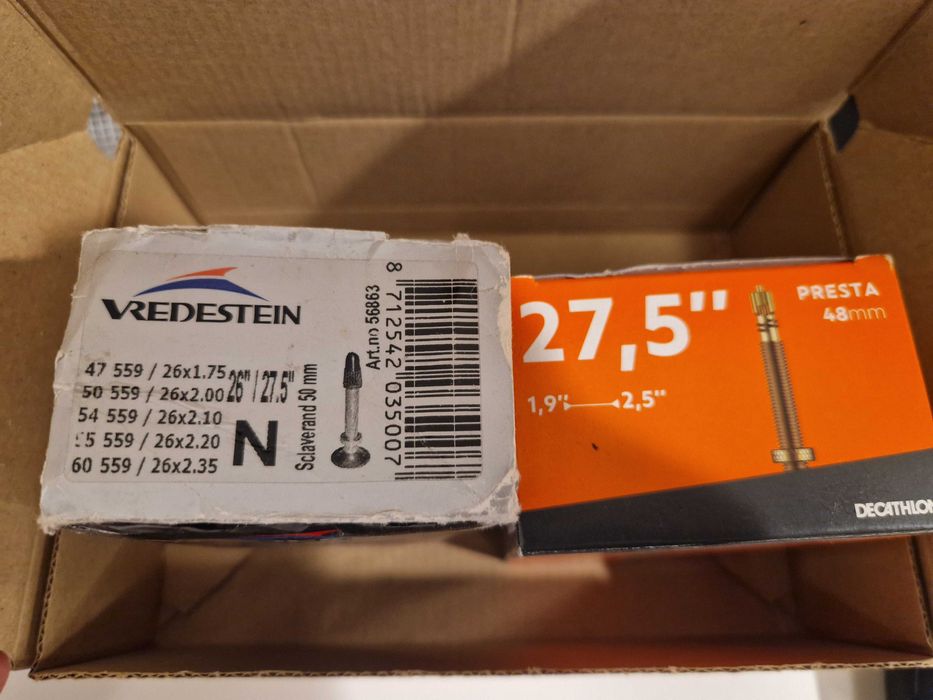 VREDESTEIN
47 559 / 26x1.75
50 559 / 26x2.00
54 559 / 26x2.10
55 559 / 26x2.20
60 559 / 26x2.35
26" / 27.5"
N
Sclaverand 50 mm
Art.no 56863
8 712542 035007
27,5"
1,9" 2,5"
PRESTA
48mm
DECATHLON